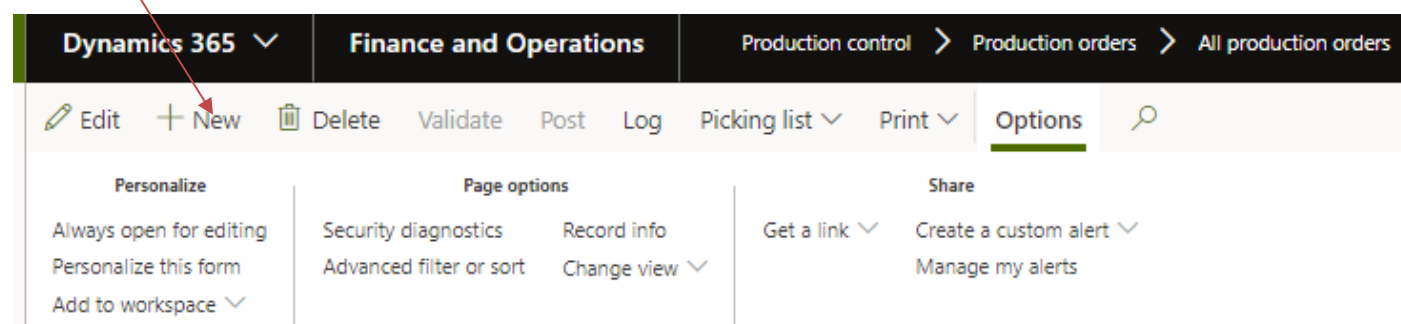 Dynamics 365 Finance and Operations Production control > Production orders > All production orders
Edit + New Delete Validate Post Log Picking list Print Options
Personalize Page options Share
Always open for editing Security diagnostics Record info Get a link Create a custom alert
Personalize this form Advanced filter or sort Change view Manage my alerts
Add to workspace